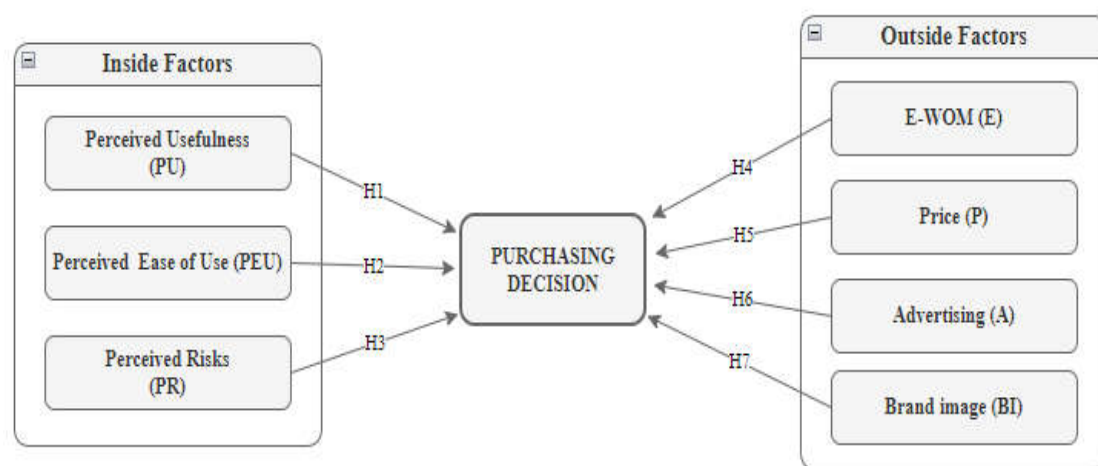 Inside Factors
Perceived Usefulness
(PU)
Perceived Ease of Use (PEU)
Perceived Risks
(PR)
H1
H2
H3
PURCHASING
DECISION
H4
H5
H6
H7
Outside Factors
E-WOM (E)
Price (P)
Advertising (A)
Brand image (BI)